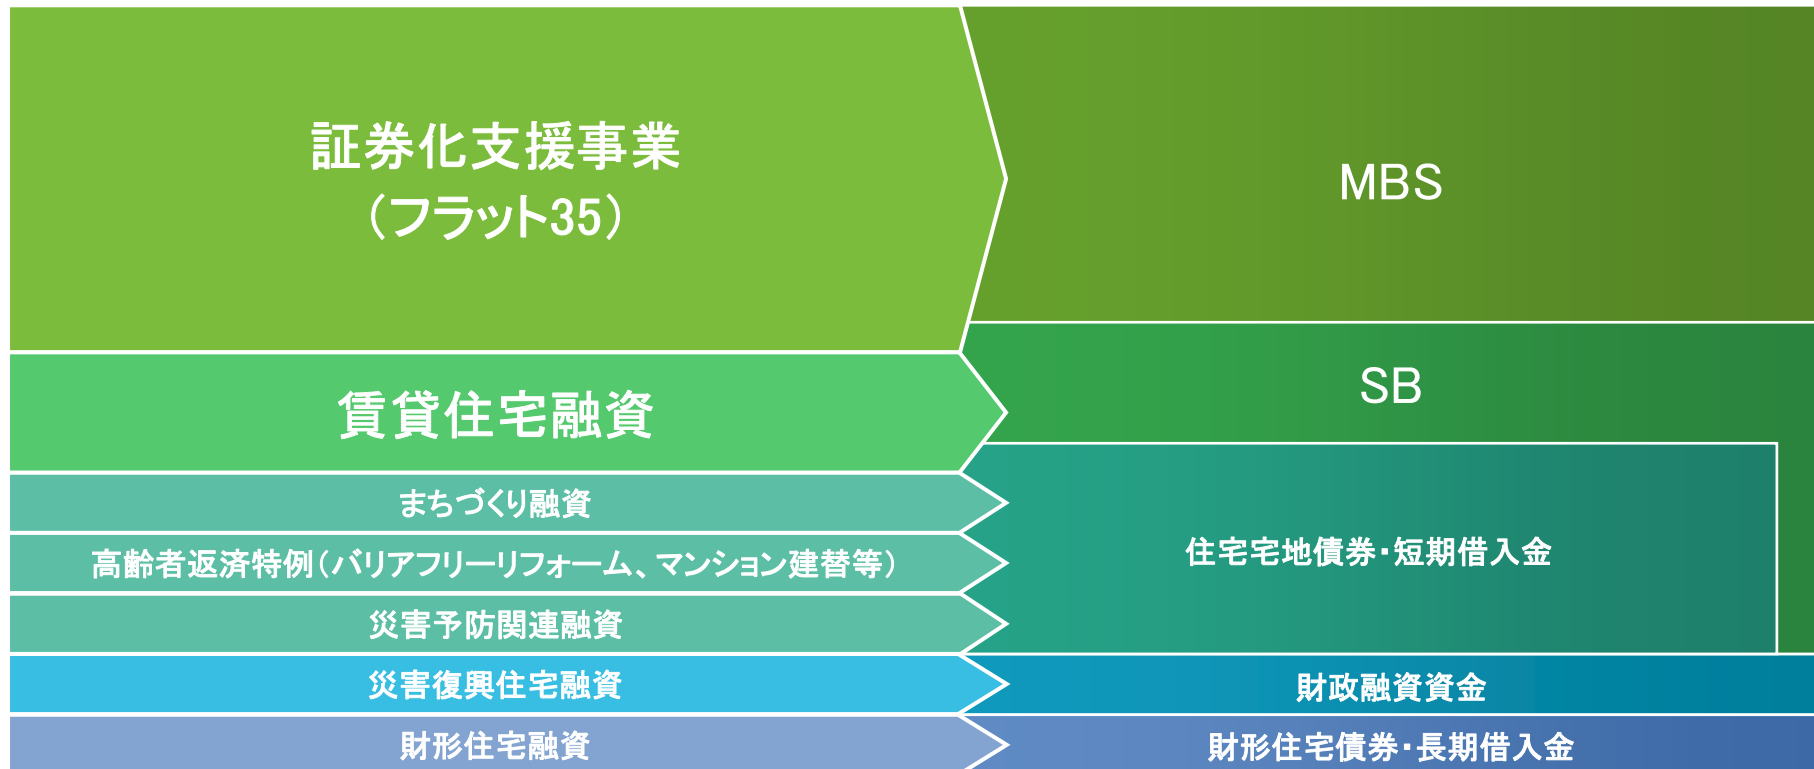 証券化支援事業
（フラット35）
賃貸住宅融資
まちづくり融資
高齢者返済特例（バリアフリーリフォーム、マンション建替等）
災害予防関連融資
災害復興住宅融資
財形住宅融資
MBS
SB
住宅宅地債券・短期借入金
財政融資資金
財形住宅債券・長期借入金